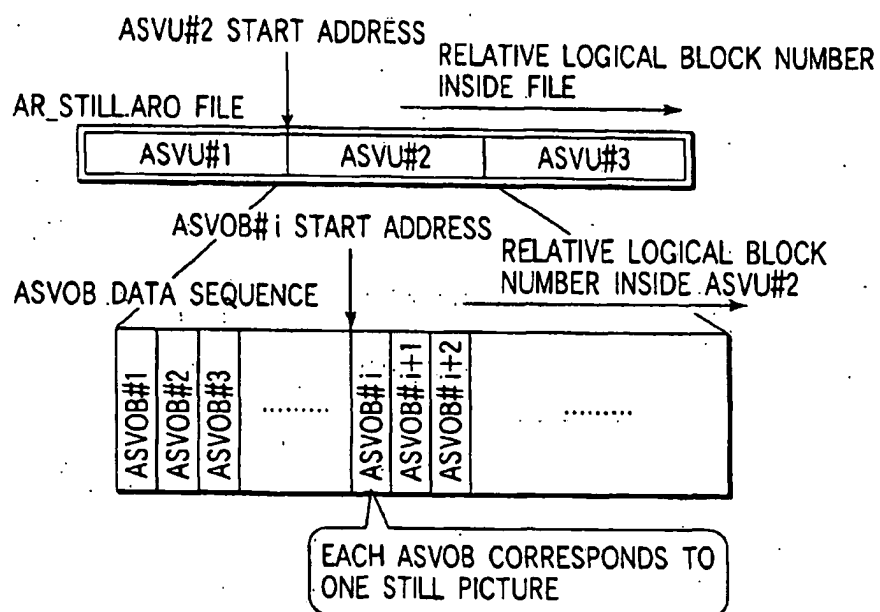 ASVU#2 START ADDRESS
RELATIVE LOGICAL BLOCK NUMBER
INSIDE FILE
AR_STILL.ARO FILE
ASVU#1
ASVU#2
ASVU#3
ASVOB#i START ADDRESS
RELATIVE LOGICAL BLOCK
NUMBER INSIDE ASVU#2
ASVOB DATA SEQUENCE
ASVOB#1
ASVOB#2
ASVOB#3
.........
ASVOB#i
ASVOB#i+1
ASVOB#i+2
.........
EACH ASVOB CORRESPONDS TO
ONE STILL PICTURE